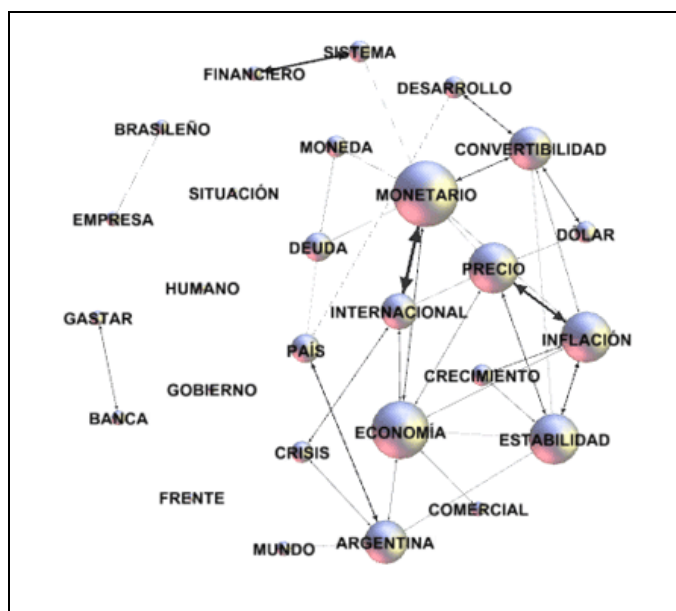 SISTEMA
FINANCIERO
DESARROLLO
BRASILEÑO
MONEDA
CONVERTIBILIDAD
SITUACIÓN
MONETARIO
EMPRESA
DÓLAR
DEUDA
PRECIO
HUMANO
INTERNACIONAL
GASTAR
INFLACIÓN
PAÍS
CRECIMIENTO
GOBIERNO
BANCA
ECONOMÍA
ESTABILIDAD
CRISIS
FRENTE
COMERCIAL
MUNDO
ARGENTINA